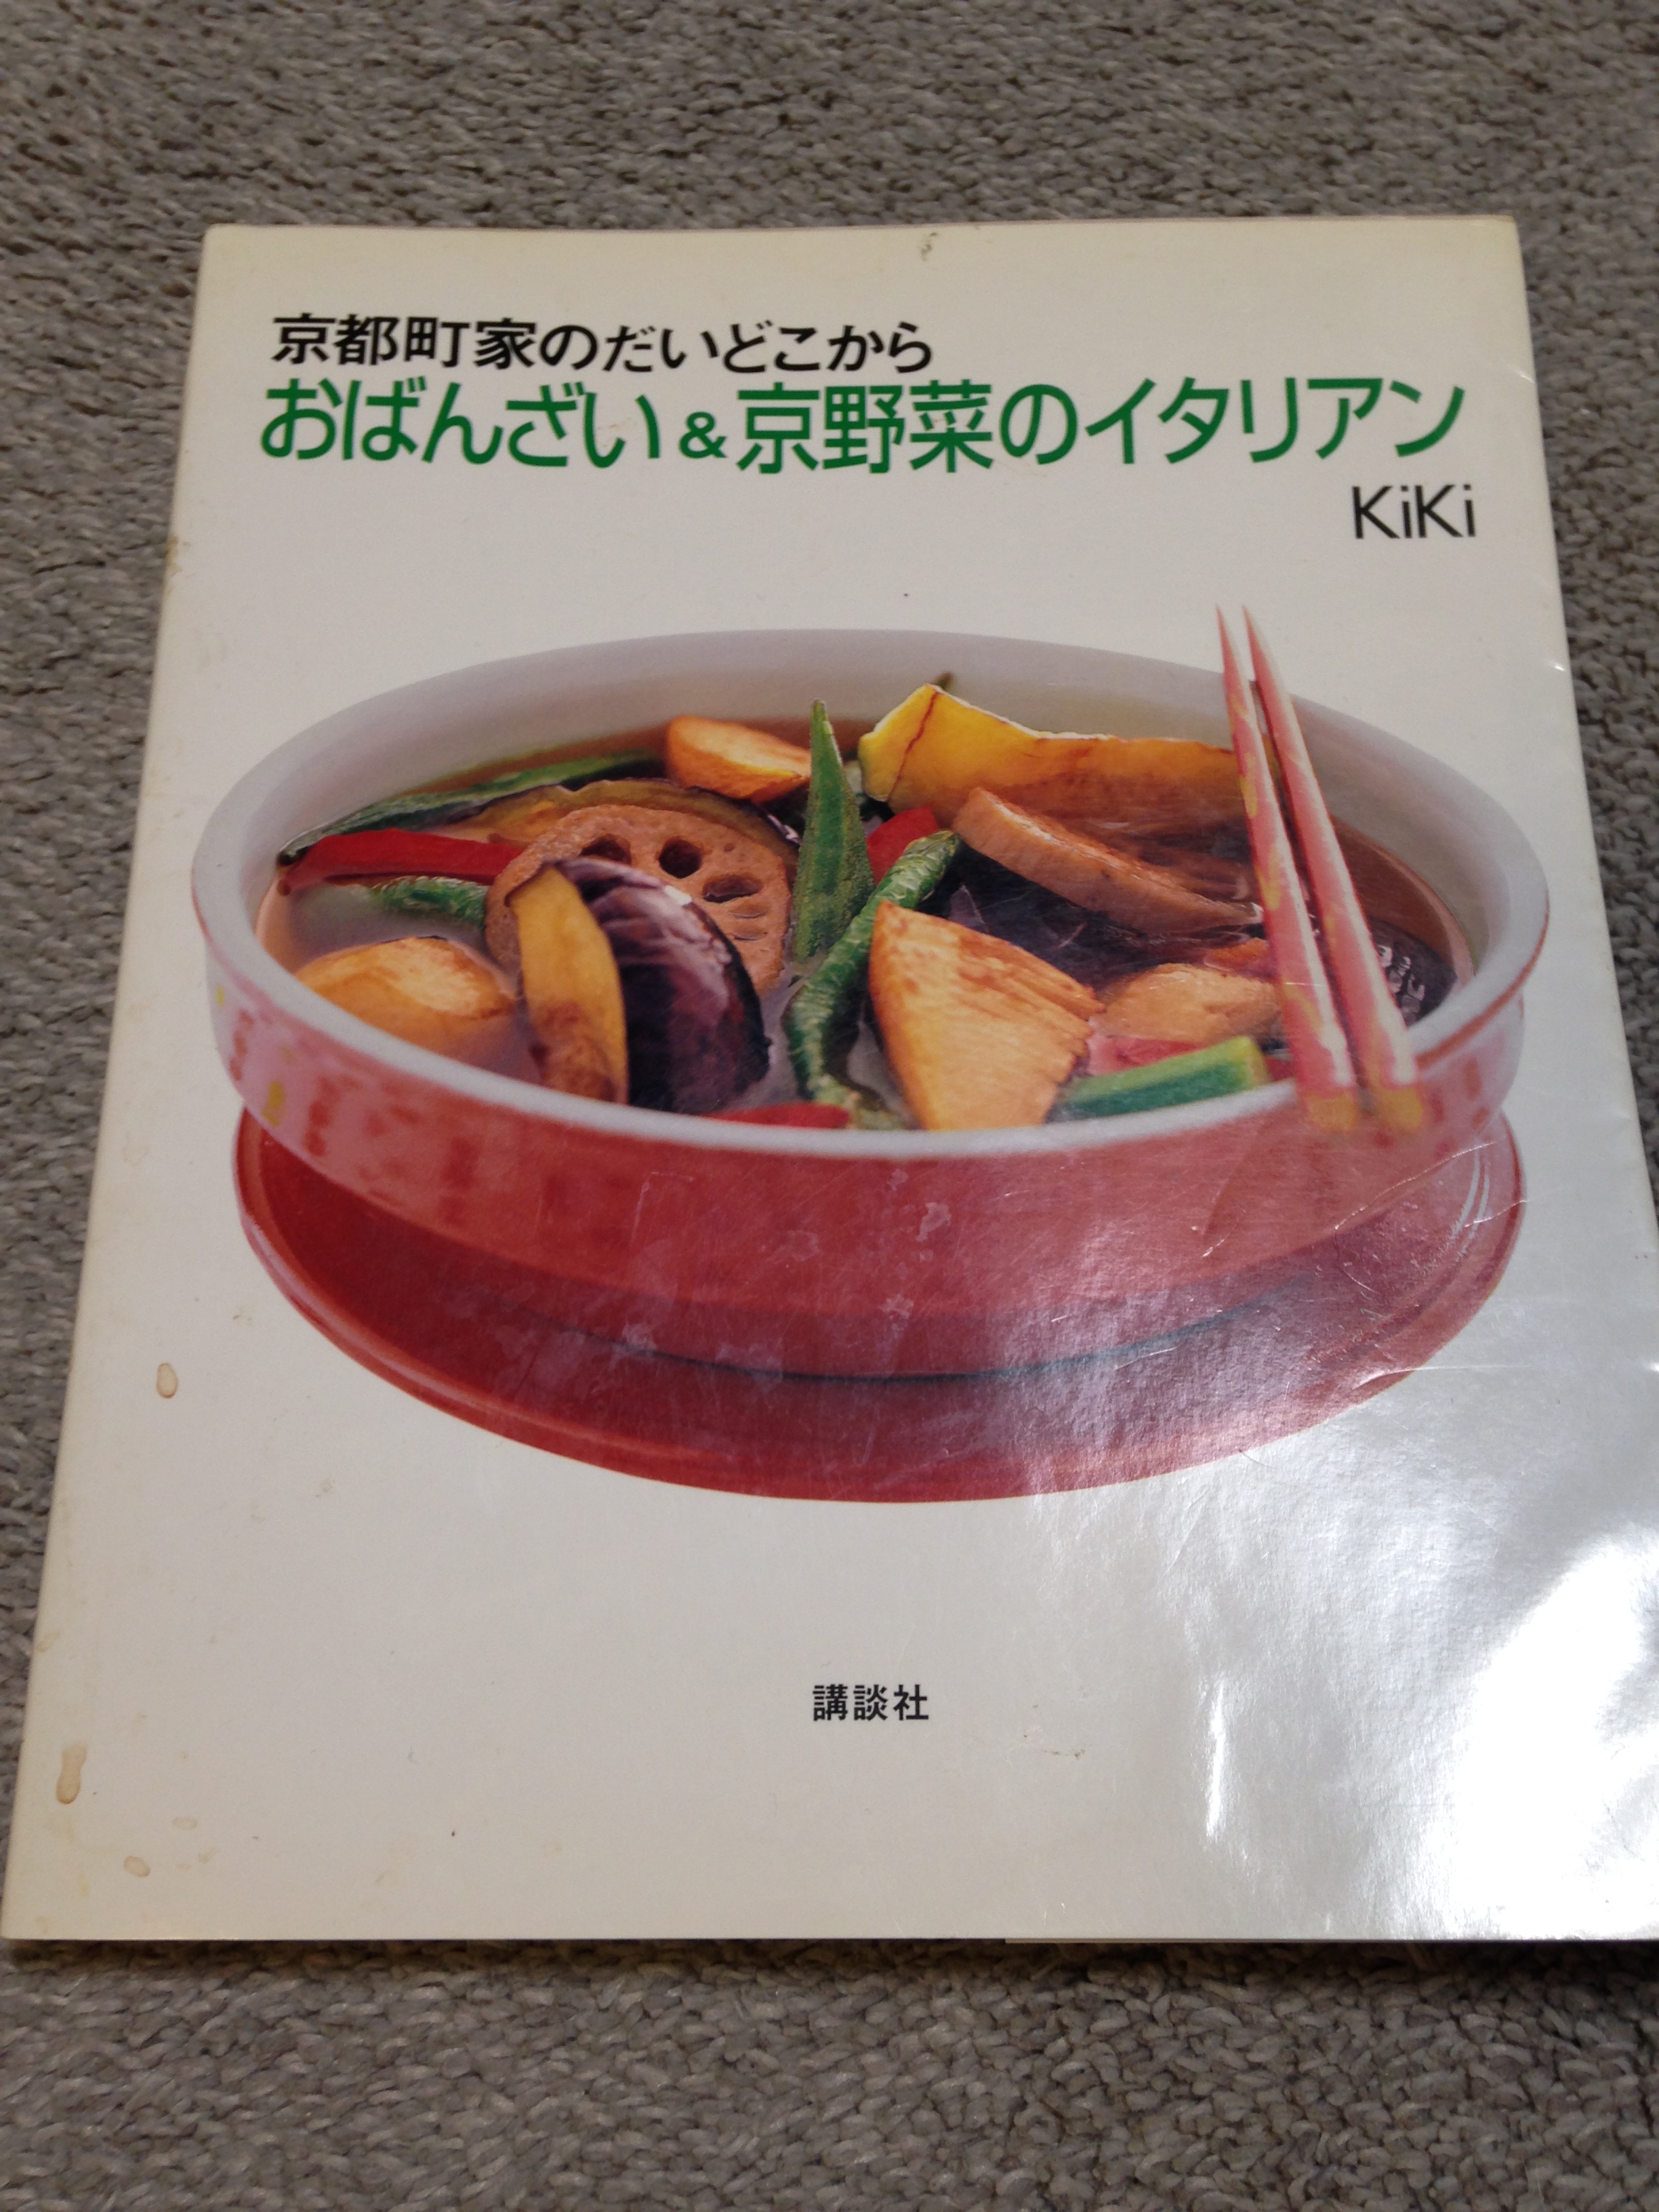 京都町家のだいどこから
おばんざい&京野菜のイタリアン
KiKi
講談社